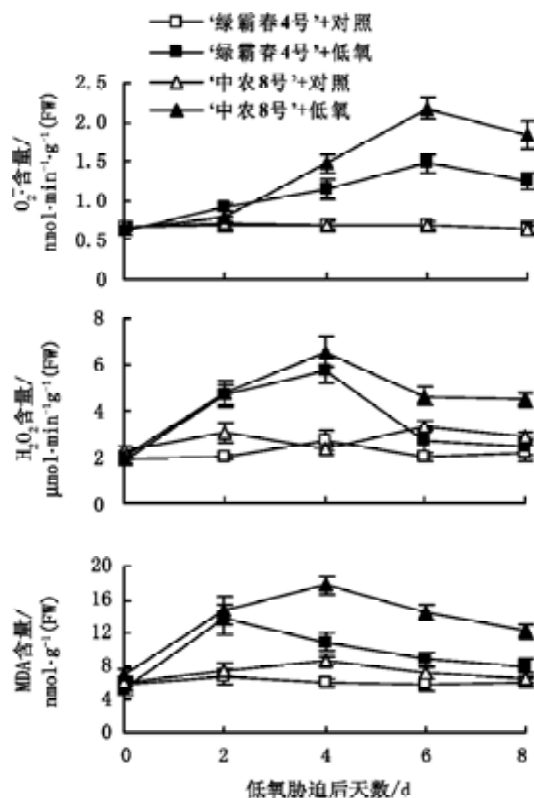 '绿霸春4号'+对照
'绿霸春4号'+低氧
'中农8号'+对照
'中农8号'+低氧
O₂⁻·含量/
nmol·min⁻¹·g⁻¹(FW)
2.5
2.0
1.5
1.0
0.5
0
H₂O₂含量/
μmol·min⁻¹g⁻¹(FW)
8
6
4
2
0
MDA含量/
nmol·g⁻¹(FW)
20
16
12
8
4
0
0 2 4 6 8
低氧胁迫后天数/d